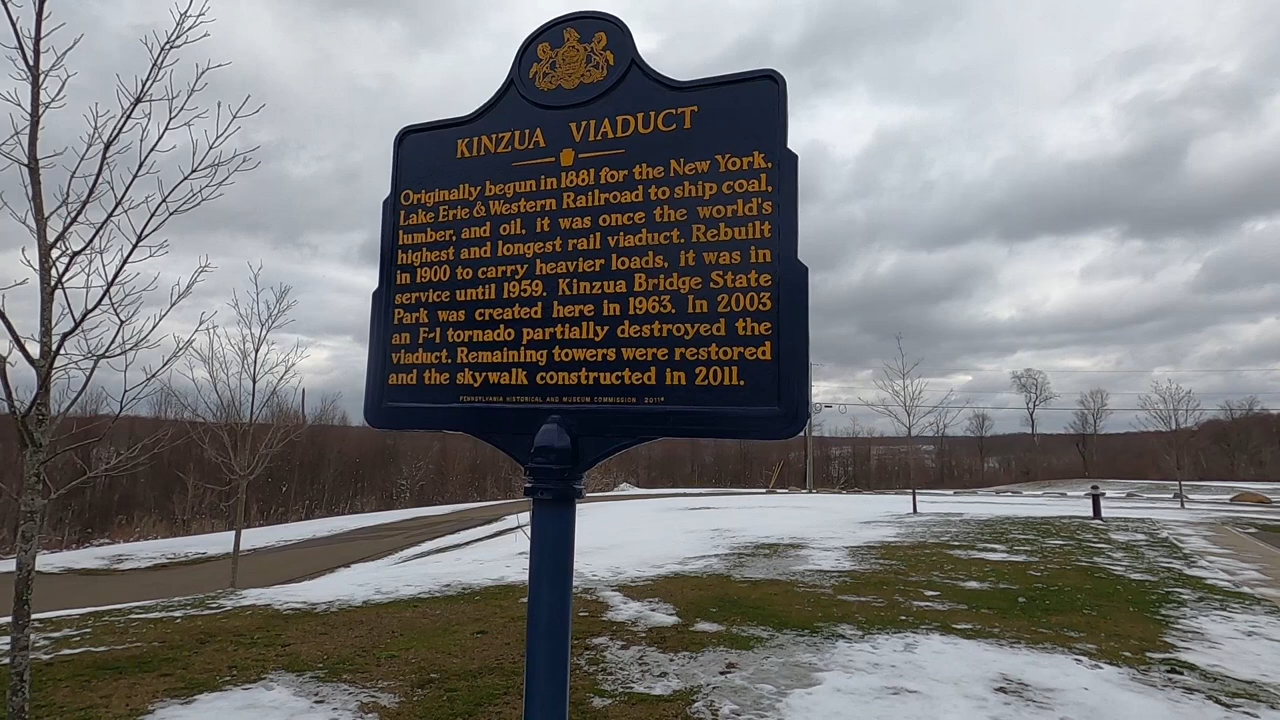 KINZUA VIADUCT
Originally begun in 1881 for the New York,
Lake Erie & Western Railroad to ship coal,
lumber, and oil, it was once the world's
highest and longest rail viaduct. Rebuilt
in 1900 to carry heavier loads, it was in
service until 1959. Kinzua Bridge State
Park was created here in 1963. In 2003
an F-1 tornado partially destroyed the
viaduct. Remaining towers were restored
and the skywalk constructed in 2011.
PENNSYLVANIA HISTORICAL AND MUSEUM COMMISSION 2011